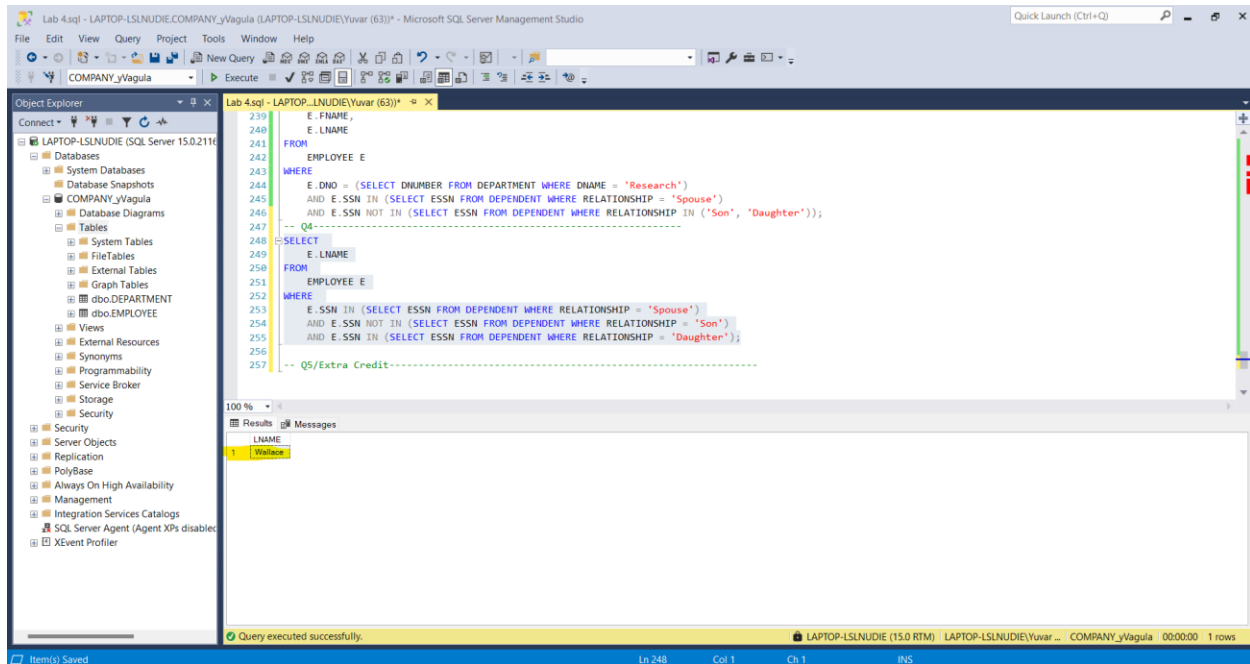 Lab 4.sql - LAPTOP-LSLNUDIE.COMPANY_yVagula (LAPTOP-LSLNUDIE\Yuvar (63))* - Microsoft SQL Server Management Studio
Quick Launch (Ctrl+Q)
File Edit View Query Project Tools Window Help
New Query
COMPANY_yVagula
Execute
Object Explorer
Lab 4.sql - LAPTOP...LNUDIE\Yuvar (63))*
Connect
LAPTOP-LSLNUDIE (SQL Server 15.0.2116
Databases
System Databases
Database Snapshots
COMPANY_yVagula
Database Diagrams
Tables
System Tables
FileTables
External Tables
Graph Tables
dbo.DEPARTMENT
dbo.EMPLOYEE
Views
External Resources
Synonyms
Programmability
Service Broker
Storage
Security
Security
Server Objects
Replication
PolyBase
Always On High Availability
Management
Integration Services Catalogs
SQL Server Agent (Agent XPs disabled
XEvent Profiler
239 E.FNAME,
240 E.LNAME
241 FROM
242 EMPLOYEE E
243 WHERE
244 E.DNO = (SELECT DNUMBER FROM DEPARTMENT WHERE DNAME = 'Research')
245 AND E.SSN IN (SELECT ESSN FROM DEPENDENT WHERE RELATIONSHIP = 'Spouse')
246 AND E.SSN NOT IN (SELECT ESSN FROM DEPENDENT WHERE RELATIONSHIP IN ('Son', 'Daughter'));
247 -- Q4--------------------------------------------------------------
248 SELECT
249 E.LNAME
250 FROM
251 EMPLOYEE E
252 WHERE
253 E.SSN IN (SELECT ESSN FROM DEPENDENT WHERE RELATIONSHIP = 'Spouse')
254 AND E.SSN NOT IN (SELECT ESSN FROM DEPENDENT WHERE RELATIONSHIP = 'Son')
255 AND E.SSN IN (SELECT ESSN FROM DEPENDENT WHERE RELATIONSHIP = 'Daughter');
256
257 -- Q5/Extra Credit--------------------------------------------------------------
100 %
Results Messages
LNAME
1 Wallace
Query executed successfully.
LAPTOP-LSLNUDIE (15.0 RTM) LAPTOP-LSLNUDIE\Yuvar ... COMPANY_yVagula 00:00:00 1 rows
Item(s) Saved Ln 248 Col 1 Ch 1 INS